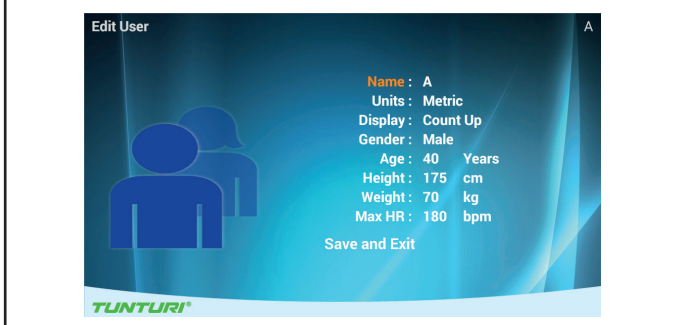 Edit User A
Name : A
Units : Metric
Display : Count Up
Gender : Male
Age : 40 Years
Height : 175 cm
Weight : 70 kg
Max HR : 180 bpm
Save and Exit
TUNTURI®